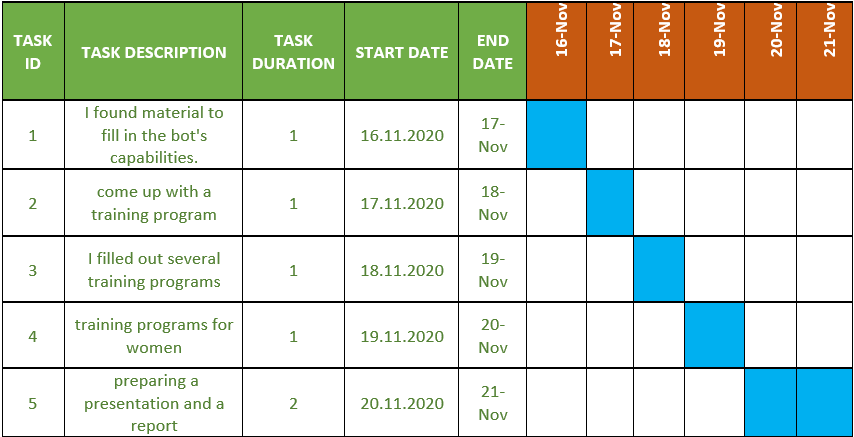 TASK ID
TASK DESCRIPTION
TASK DURATION
START DATE
END DATE
16-Nov
17-Nov
18-Nov
19-Nov
20-Nov
21-Nov
1
I found material to
fill in the bot's
capabilities.
1
16.11.2020
17-
Nov
2
come up with a
training program
1
17.11.2020
18-
Nov
3
I filled out several
training programs
1
18.11.2020
19-
Nov
4
training programs for
women
1
19.11.2020
20-
Nov
5
preparing a
presentation and a
report
2
20.11.2020
21-
Nov